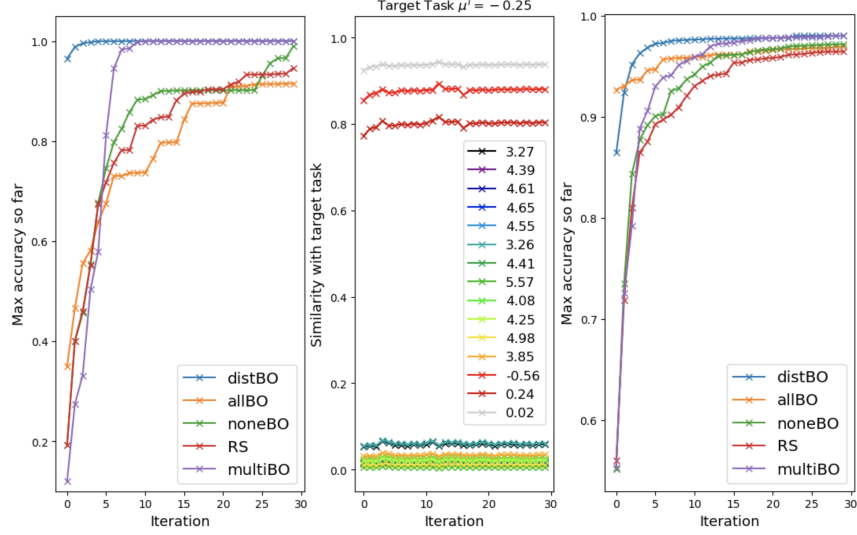 Max accuracy so far
1.0
0.8
0.6
0.4
0.2
0
5
10
15
20
25
30
Iteration
distBO
allBO
noneBO
RS
multiBO
Target Task μⁱ = −0.25
Similarity with target task
1.0
0.8
0.6
0.4
0.2
0.0
0
10
20
30
Iteration
3.27
4.39
4.61
4.65
4.55
3.26
4.41
5.57
4.08
4.25
4.98
3.85
-0.56
0.24
0.02
Max accuracy so far
1.0
0.9
0.8
0.7
0.6
0
5
10
15
20
25
30
Iteration
distBO
allBO
noneBO
RS
multiBO